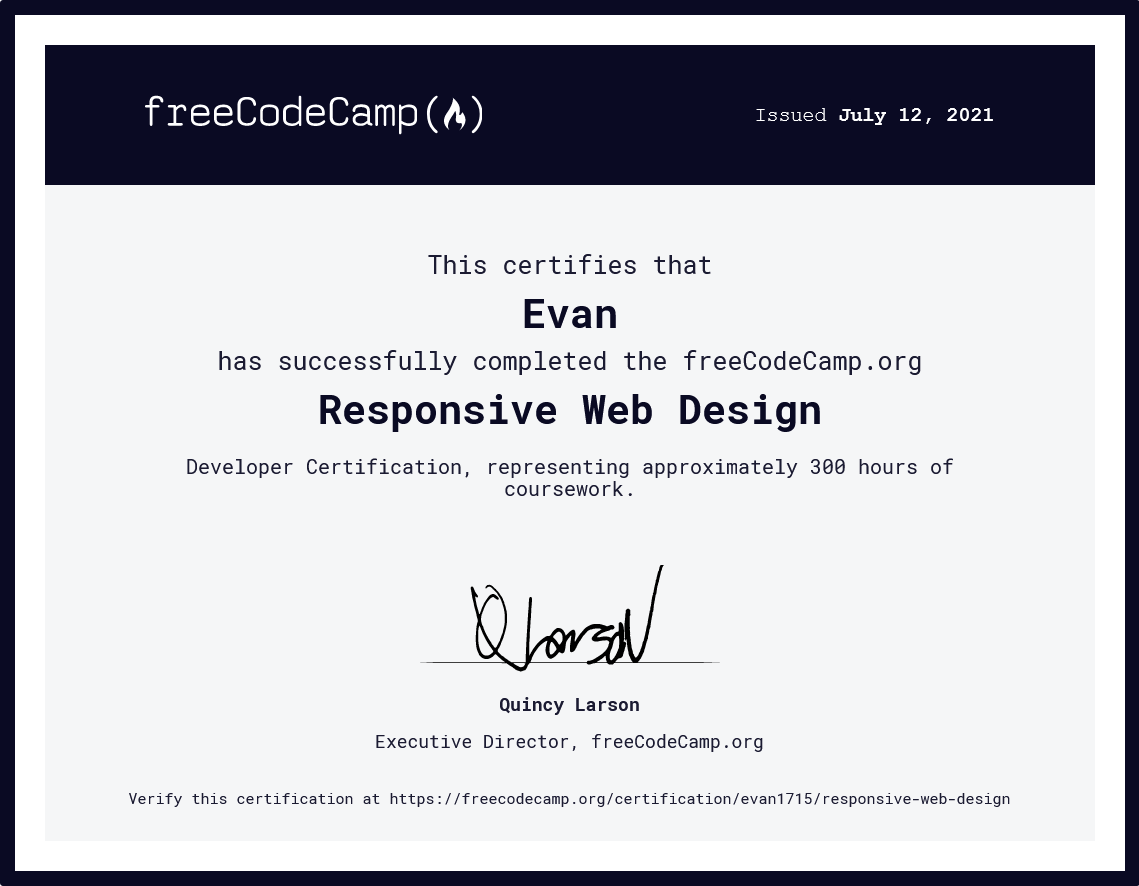 freeCodeCamp
Issued July 12, 2021
This certifies that
Evan
has successfully completed the freeCodeCamp.org
Responsive Web Design
Developer Certification, representing approximately 300 hours of
coursework.
Q Larson
Quincy Larson
Executive Director, freeCodeCamp.org
Verify this certification at https://freecodecamp.org/certification/evan1715/responsive-web-design